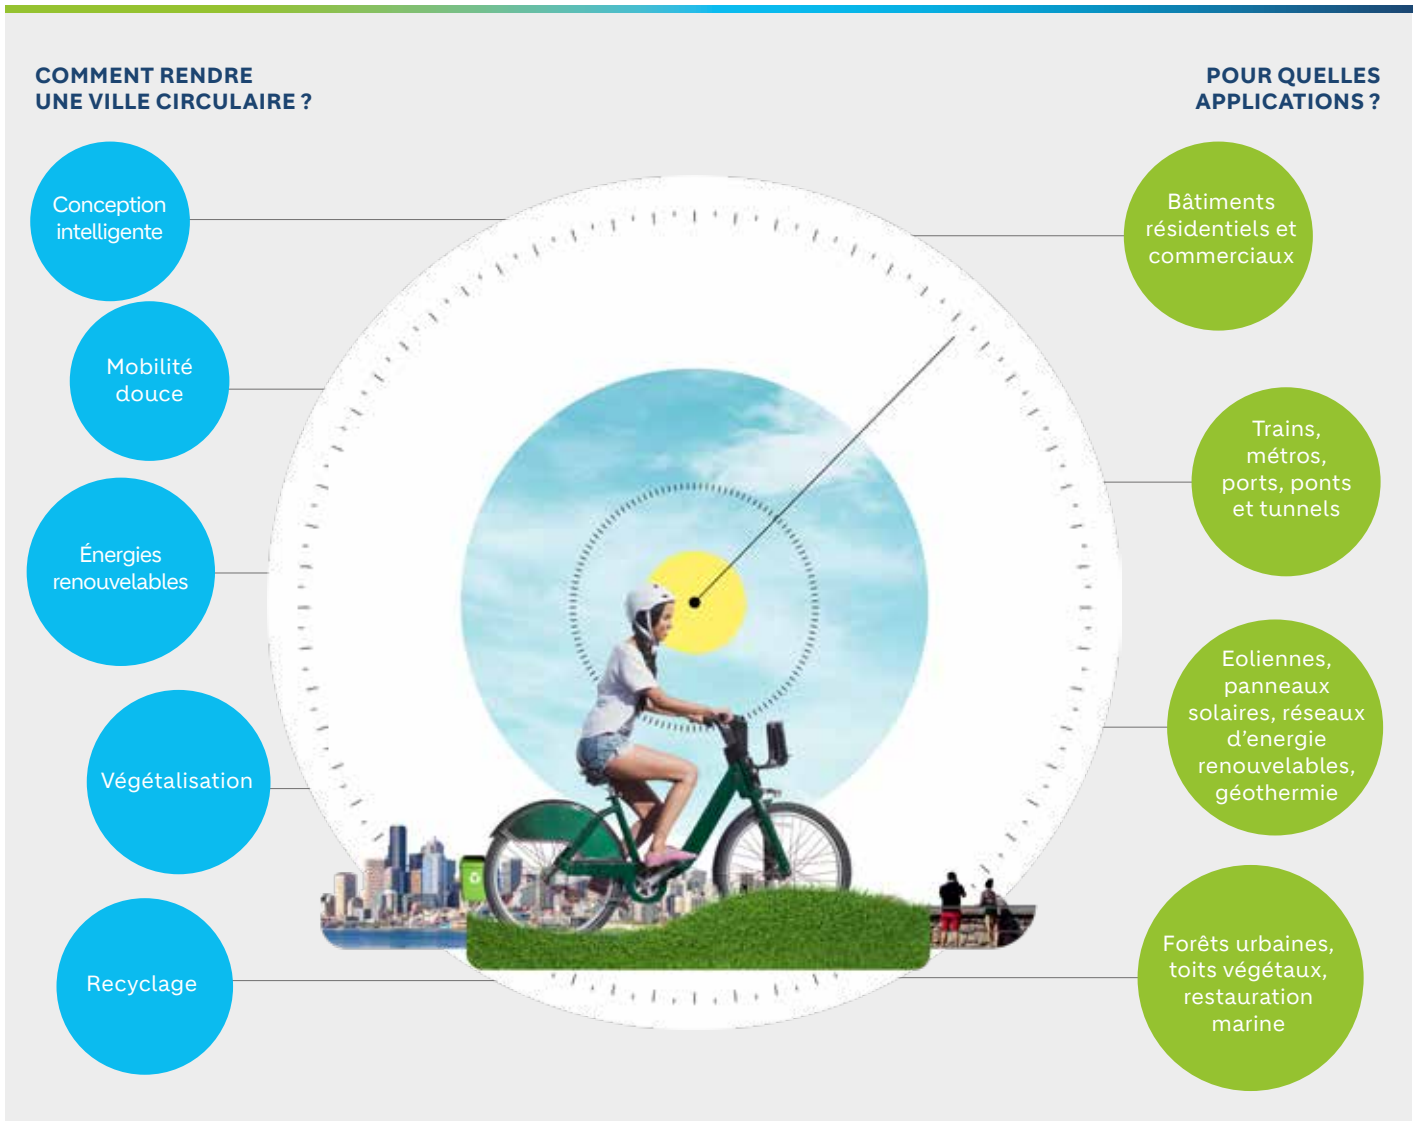 COMMENT RENDRE
UNE VILLE CIRCULAIRE ?
Conception
intelligente
Mobilité
douce
Énergies
renouvelables
Végétalisation
Recyclage
POUR QUELLES
APPLICATIONS ?
Bâtiments
résidentiels et
commerciaux
Trains,
métros,
ports, ponts
et tunnels
Eoliennes,
panneaux
solaires, réseaux
d’energie
renouvelables,
géothermie
Forêts urbaines,
toits végétaux,
restauration
marine